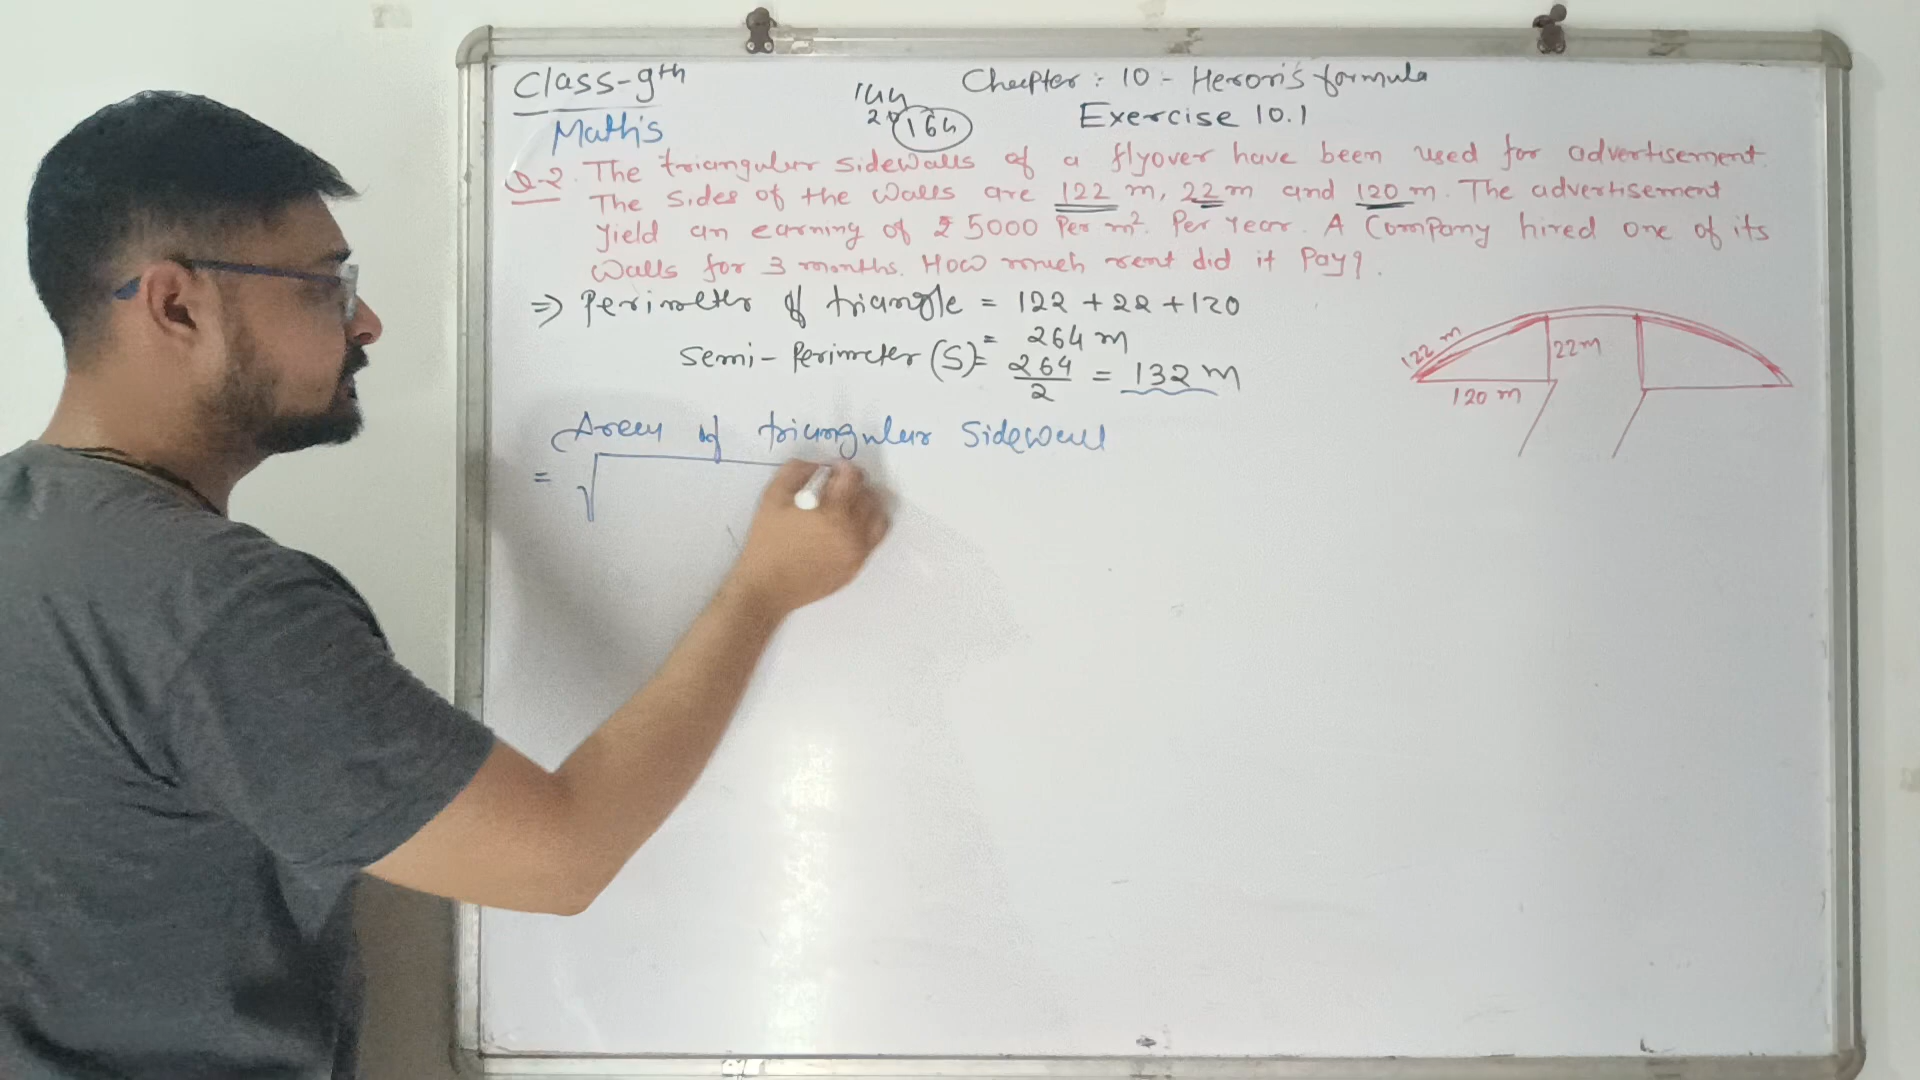 Class-9th
Maths
144
20
164
Chapter : 10 - Heron's formula
Exercise 10.1
Q-2. The triangular sidewalls of a flyover have been used for advertisement.
The sides of the walls are 122 m, 22 m and 120 m. The advertisement
yield an earning of ₹ 5000 Per m². Per Year. A Company hired one of its
walls for 3 months. How much rent did it Pay?.
⇒ Perimeter of triangle = 122 + 22 + 120
= 264 m
Semi-Perimeter (S) = 264/2 = 132 m
122 m
22m
120 m
Area of triangular Sidewall
= √